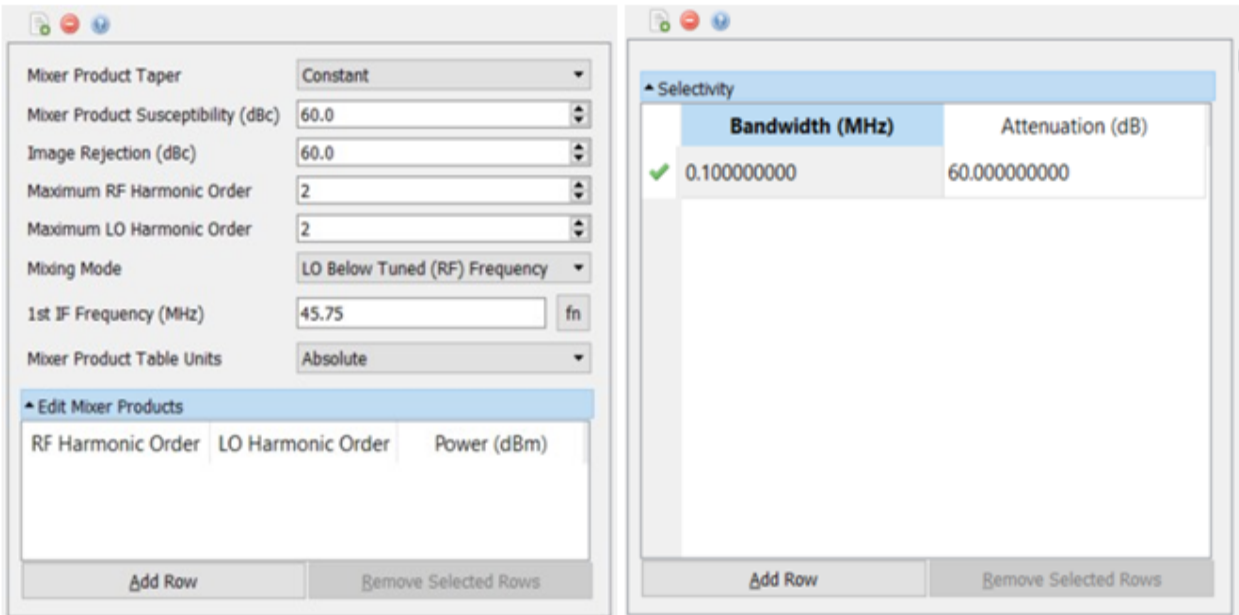 Mixer Product Taper Constant
Mixer Product Susceptibility (dBc) 60.0
Image Rejection (dBc) 60.0
Maximum RF Harmonic Order 2
Maximum LO Harmonic Order 2
Mixing Mode LO Below Tuned (RF) Frequency
1st IF Frequency (MHz) 45.75 fn
Mixer Product Table Units Absolute
Edit Mixer Products
RF Harmonic Order LO Harmonic Order Power (dBm)
Add Row Remove Selected Rows
Selectivity
Bandwidth (MHz) Attenuation (dB)
0.100000000 60.000000000
Add Row Remove Selected Rows